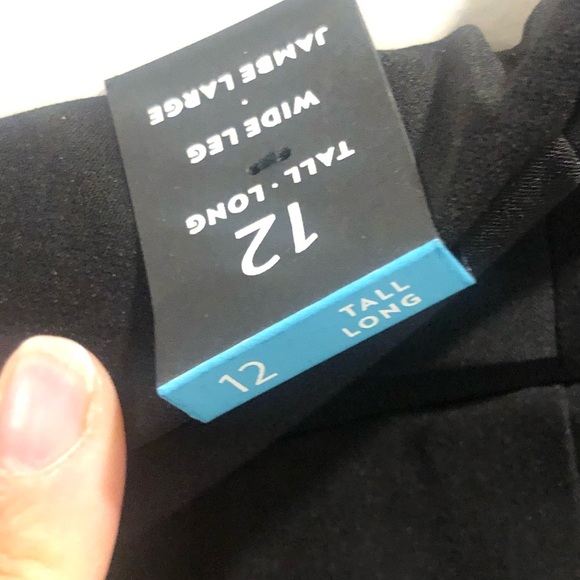 12
TALL · LONG
WIDE LEG
·
JAMBE LARGE
12
TALL
LONG